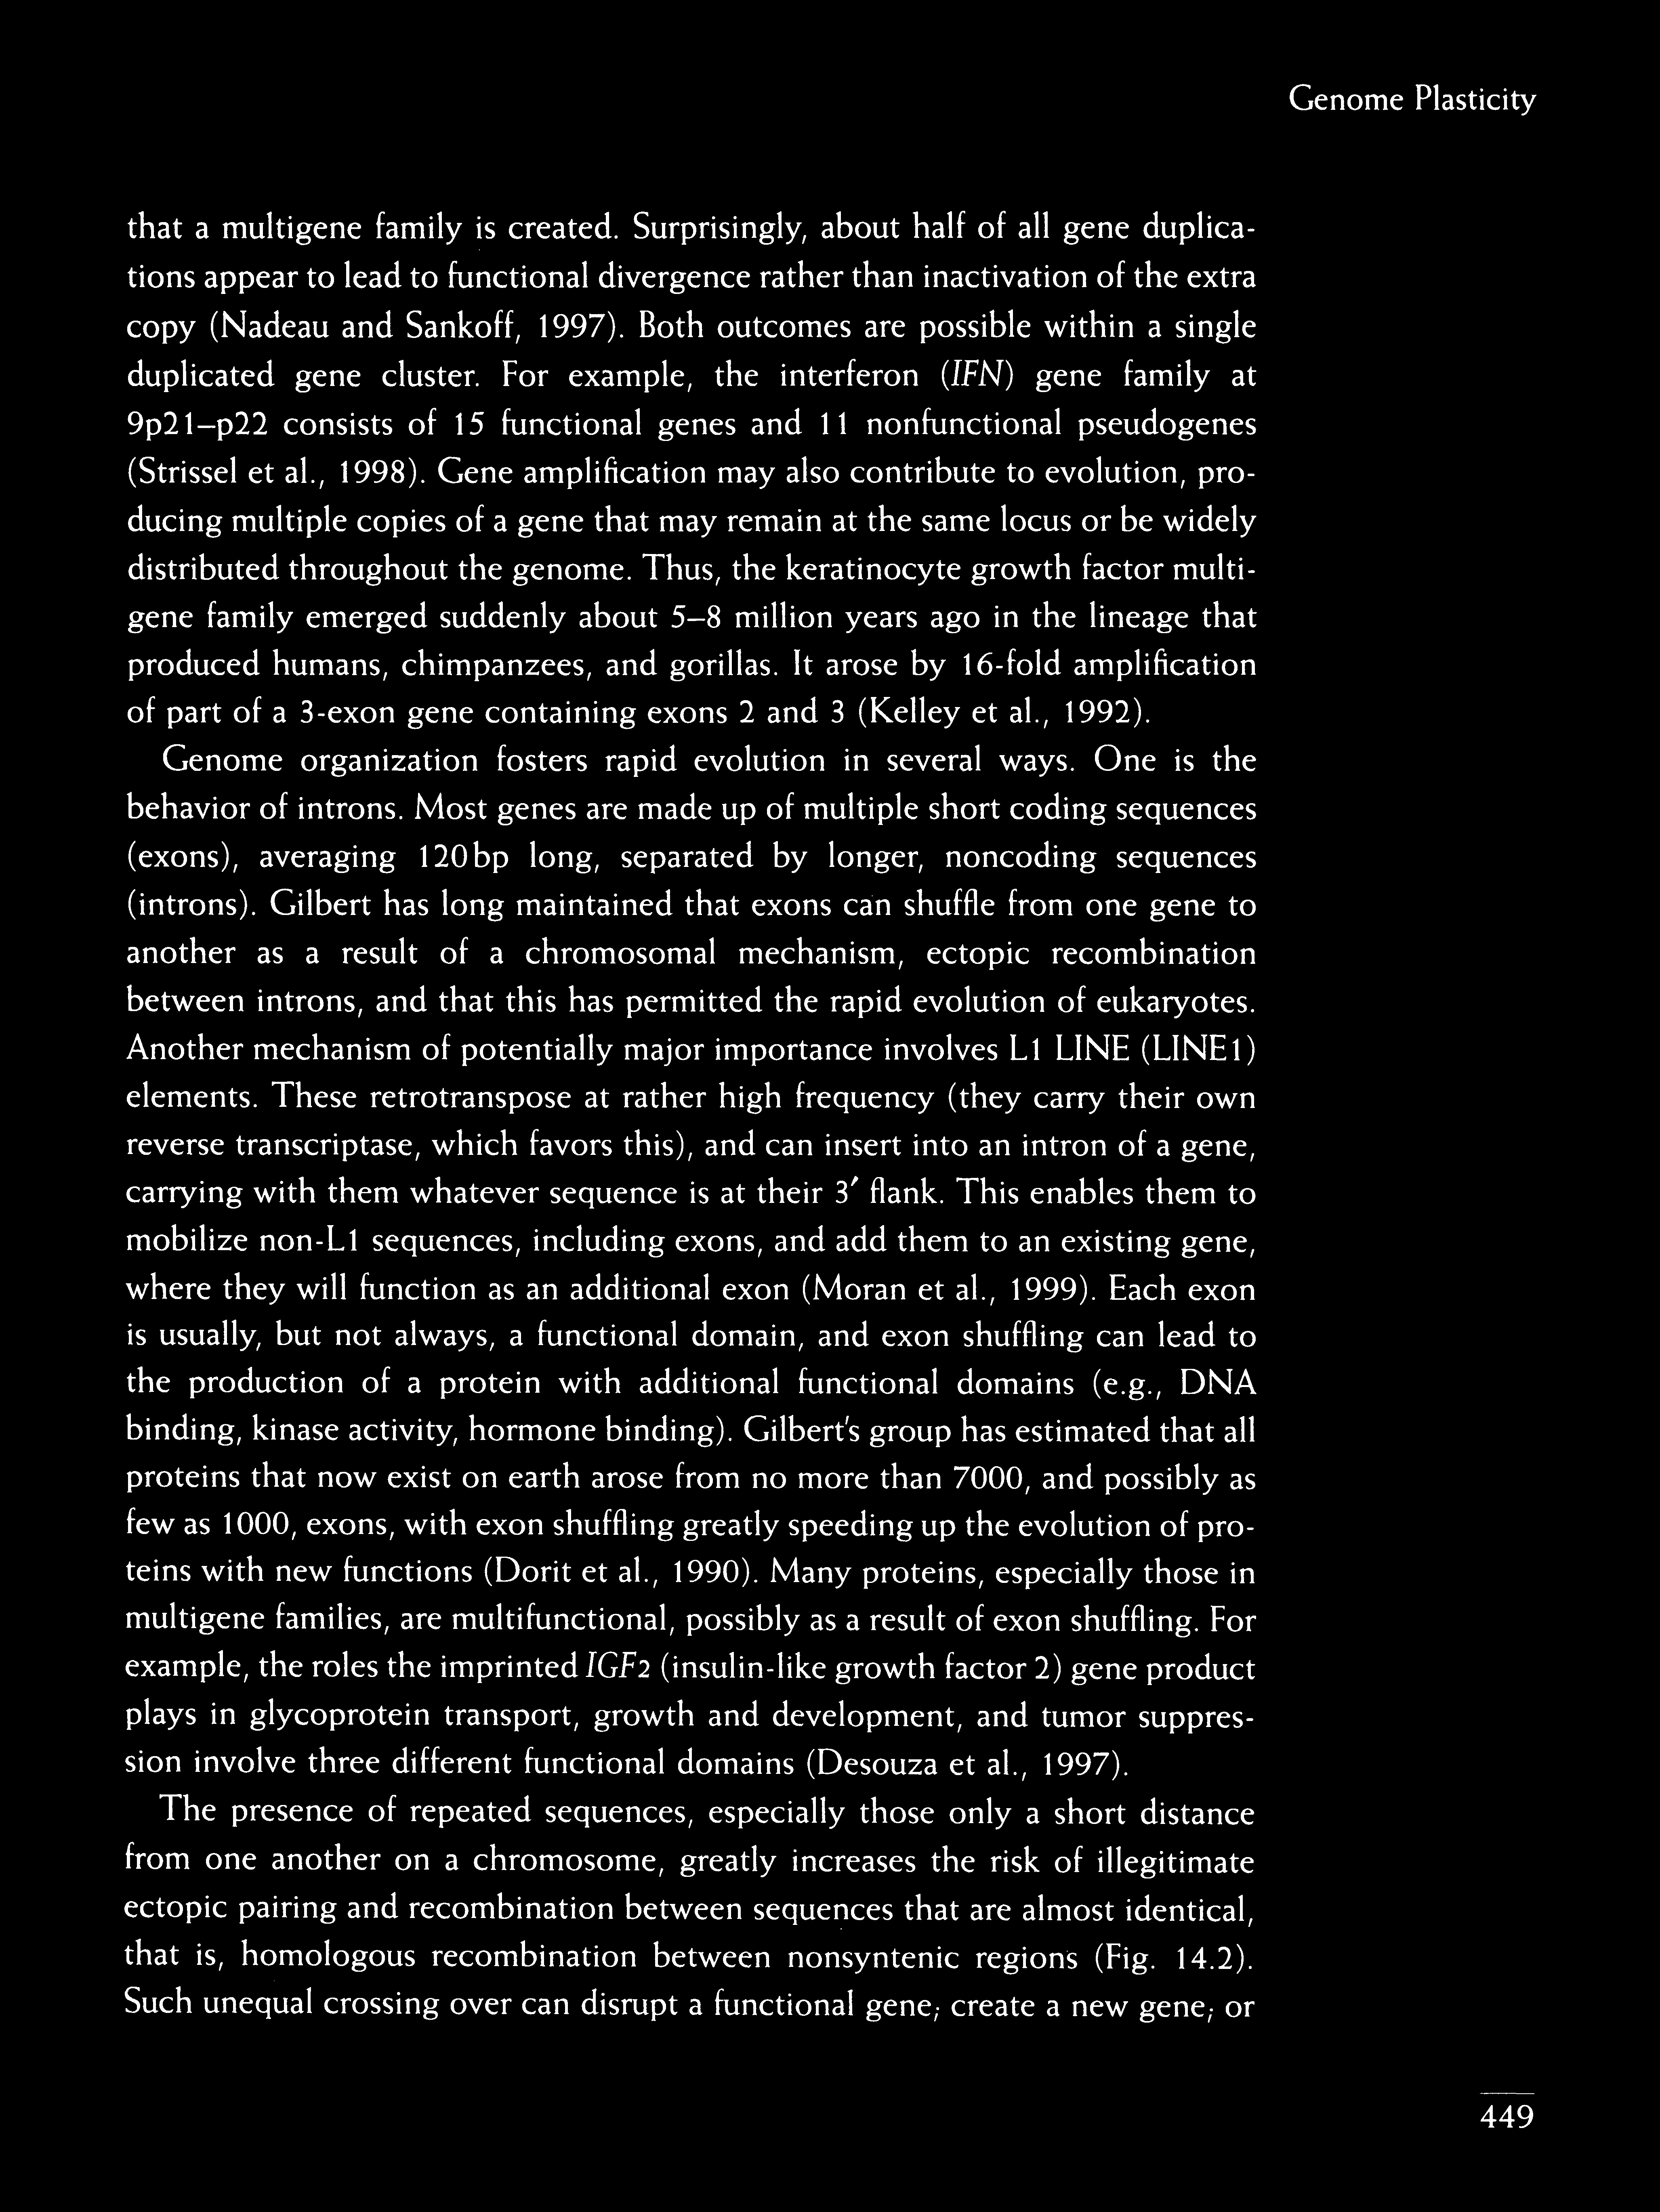 Genome Plasticity
that a multigene family is created. Surprisingly, about half of all gene duplica-
tions appear to lead to functional divergence rather than inactivation of the extra
copy (Nadeau and Sankoff, 1997). Both outcomes are possible within a single
duplicated gene cluster. For example, the interferon (IFN) gene family at
9p21–p22 consists of 15 functional genes and 11 nonfunctional pseudogenes
(Strissel et al., 1998). Gene amplification may also contribute to evolution, pro-
ducing multiple copies of a gene that may remain at the same locus or be widely
distributed throughout the genome. Thus, the keratinocyte growth factor multi-
gene family emerged suddenly about 5–8 million years ago in the lineage that
produced humans, chimpanzees, and gorillas. It arose by 16-fold amplification
of part of a 3-exon gene containing exons 2 and 3 (Kelley et al., 1992).
Genome organization fosters rapid evolution in several ways. One is the
behavior of introns. Most genes are made up of multiple short coding sequences
(exons), averaging 120bp long, separated by longer, noncoding sequences
(introns). Gilbert has long maintained that exons can shuffle from one gene to
another as a result of a chromosomal mechanism, ectopic recombination
between introns, and that this has permitted the rapid evolution of eukaryotes.
Another mechanism of potentially major importance involves L1 LINE (LINE1)
elements. These retrotranspose at rather high frequency (they carry their own
reverse transcriptase, which favors this), and can insert into an intron of a gene,
carrying with them whatever sequence is at their 3′ flank. This enables them to
mobilize non-L1 sequences, including exons, and add them to an existing gene,
where they will function as an additional exon (Moran et al., 1999). Each exon
is usually, but not always, a functional domain, and exon shuffling can lead to
the production of a protein with additional functional domains (e.g., DNA
binding, kinase activity, hormone binding). Gilbert's group has estimated that all
proteins that now exist on earth arose from no more than 7000, and possibly as
few as 1000, exons, with exon shuffling greatly speeding up the evolution of pro-
teins with new functions (Dorit et al., 1990). Many proteins, especially those in
multigene families, are multifunctional, possibly as a result of exon shuffling. For
example, the roles the imprinted IGF2 (insulin-like growth factor 2) gene product
plays in glycoprotein transport, growth and development, and tumor suppres-
sion involve three different functional domains (Desouza et al., 1997).
The presence of repeated sequences, especially those only a short distance
from one another on a chromosome, greatly increases the risk of illegitimate
ectopic pairing and recombination between sequences that are almost identical,
that is, homologous recombination between nonsyntenic regions (Fig. 14.2).
Such unequal crossing over can disrupt a functional gene; create a new gene; or
449